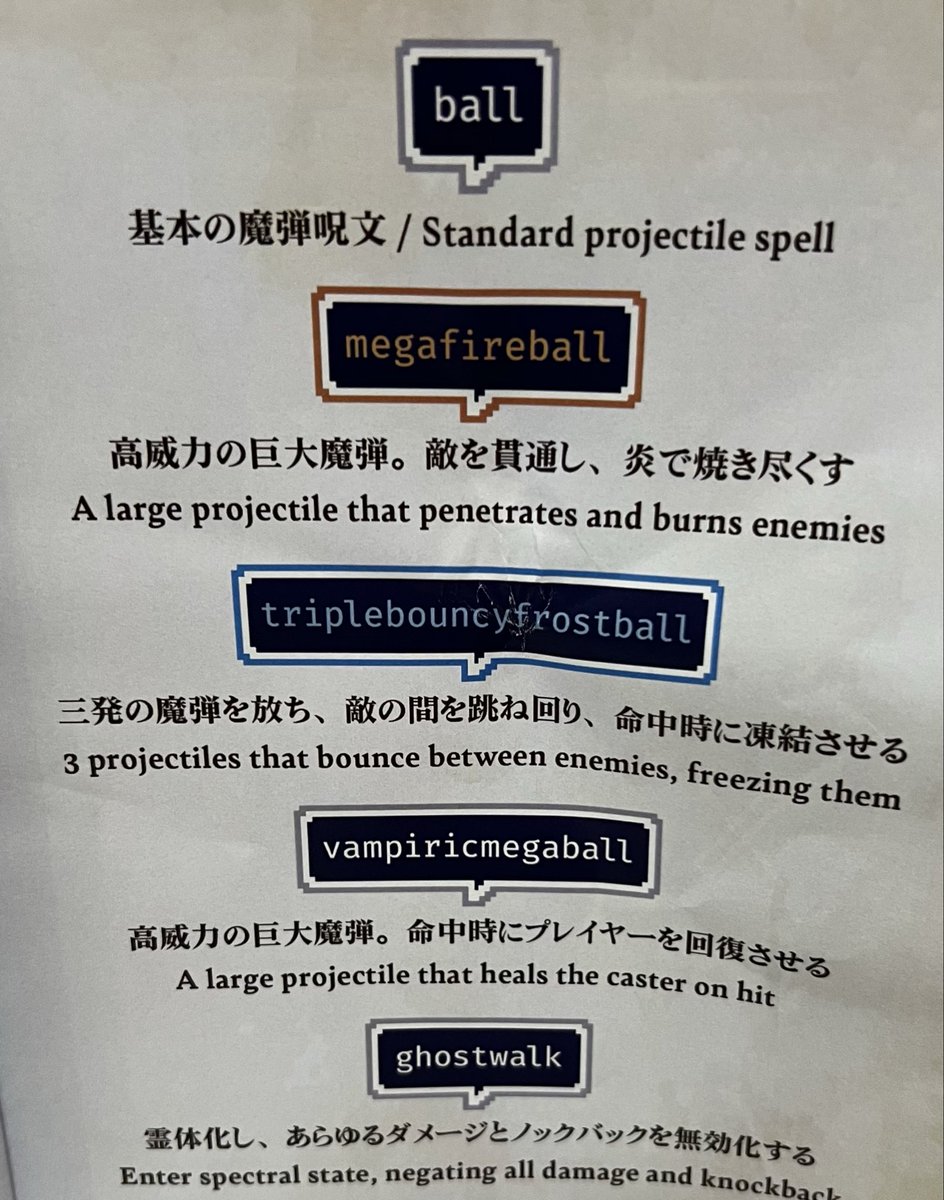 ball
基本の魔弾呪文 / Standard projectile spell
megafireball
高威力の巨大魔弾。敵を貫通し、炎で焼き尽くす
A large projectile that penetrates and burns enemies
triplebouncyfrostball
三発の魔弾を放ち、敵の間を跳ね回り、命中時に凍結させる
3 projectiles that bounce between enemies, freezing them
vampiricmegaball
高威力の巨大魔弾。命中時にプレイヤーを回復させる
A large projectile that heals the caster on hit
ghostwalk
霊体化し、あらゆるダメージとノックバックを無効化する
Enter spectral state, negating all damage and knockback